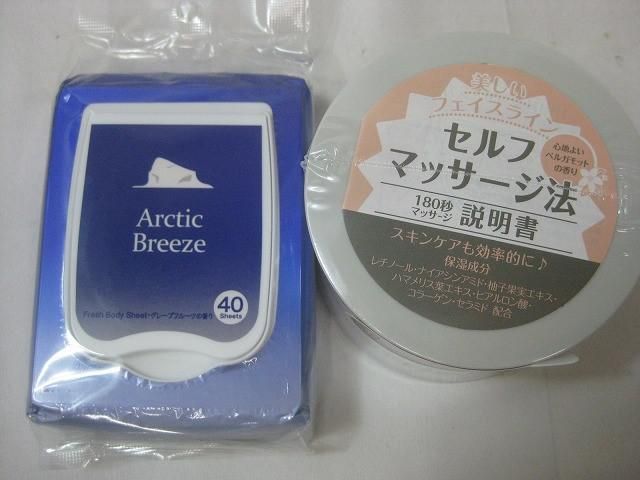 Arctic
Breeze
40
Sheets
Fresh Body Sheet・グレープフルーツの香り
美しい
フェイスライン
セルフ
マッサージ法
心地よい
ベルガモット
の香り
180秒
マッサージ
説明書
スキンケアも効率的に♪
保湿成分
レチノール・ナイアシンアミド・柚子果実エキス・
ハマメリス葉エキス・ヒアルロン酸・
コラーゲン・セラミド 配合